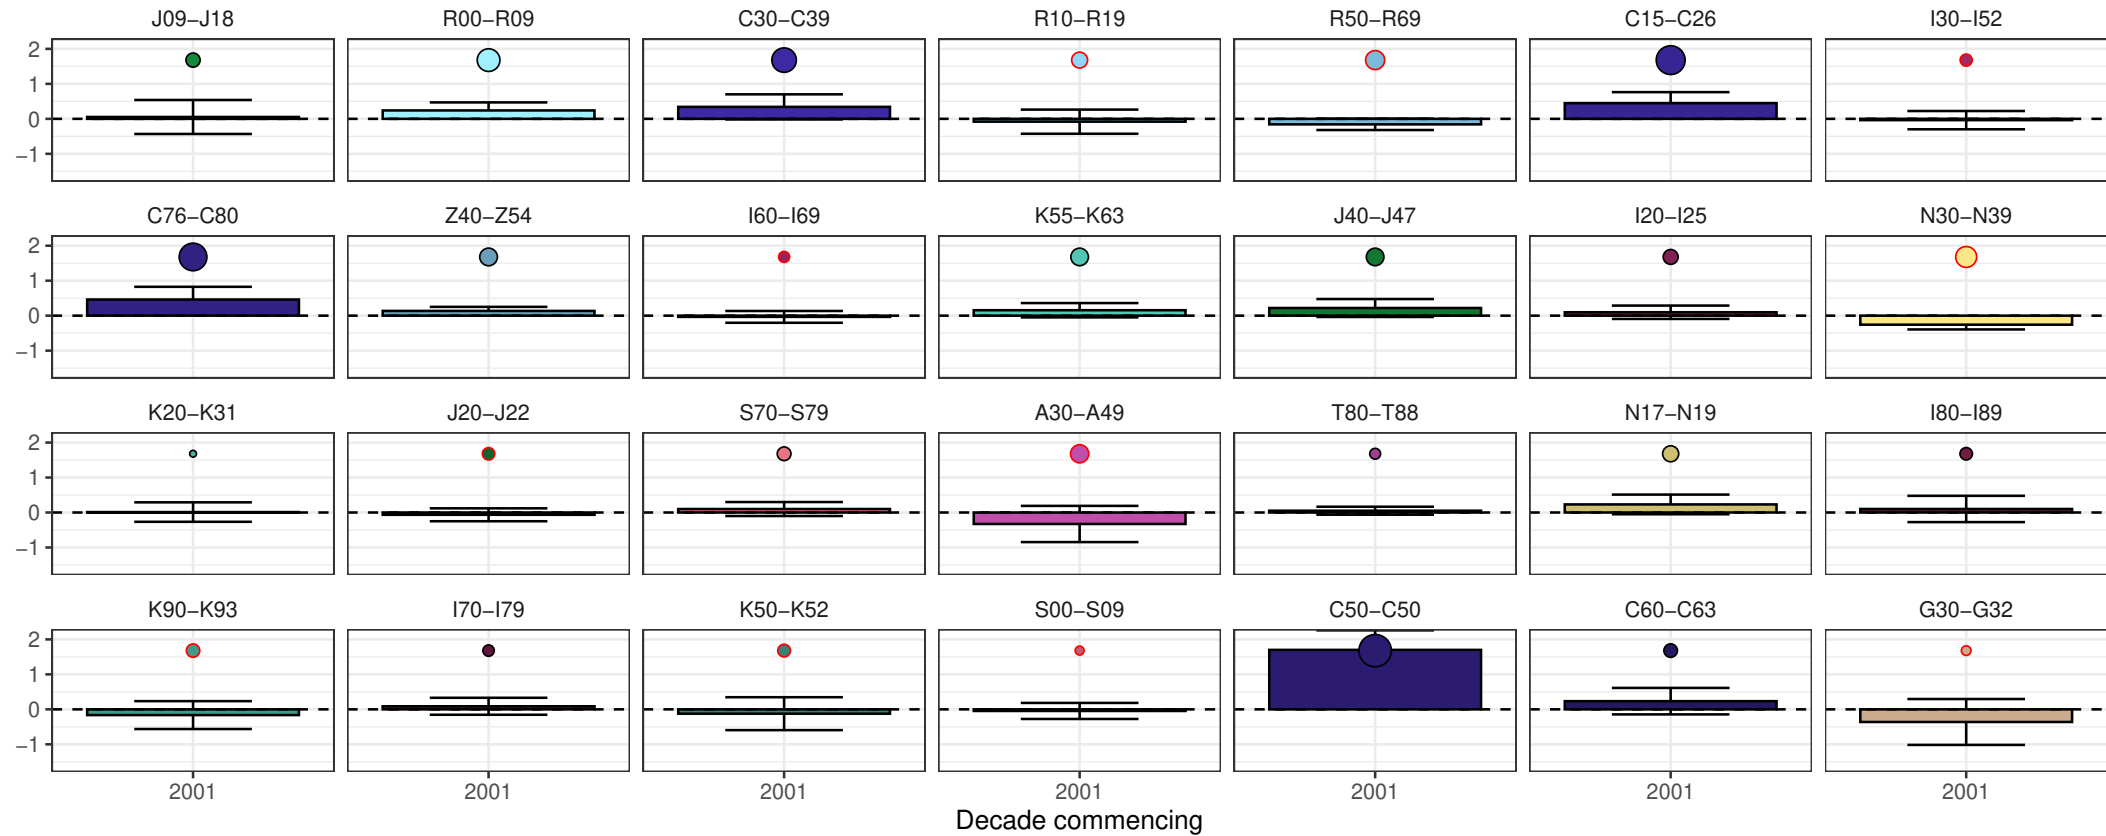 J09−J18 R00−R09 C30−C39 R10−R19 R50−R69 C15−C26 I30−I52
2
1
0
−1
C76−C80 Z40−Z54 I60−I69 K55−K63 J40−J47 I20−I25 N30−N39
2
1
0
−1
K20−K31 J20−J22 S70−S79 A30−A49 T80−T88 N17−N19 I80−I89
2
1
0
−1
K90−K93 I70−I79 K50−K52 S00−S09 C50−C50 C60−C63 G30−G32
2
1
0
−1
2001 2001 2001 2001 2001 2001 2001
Decade commencing